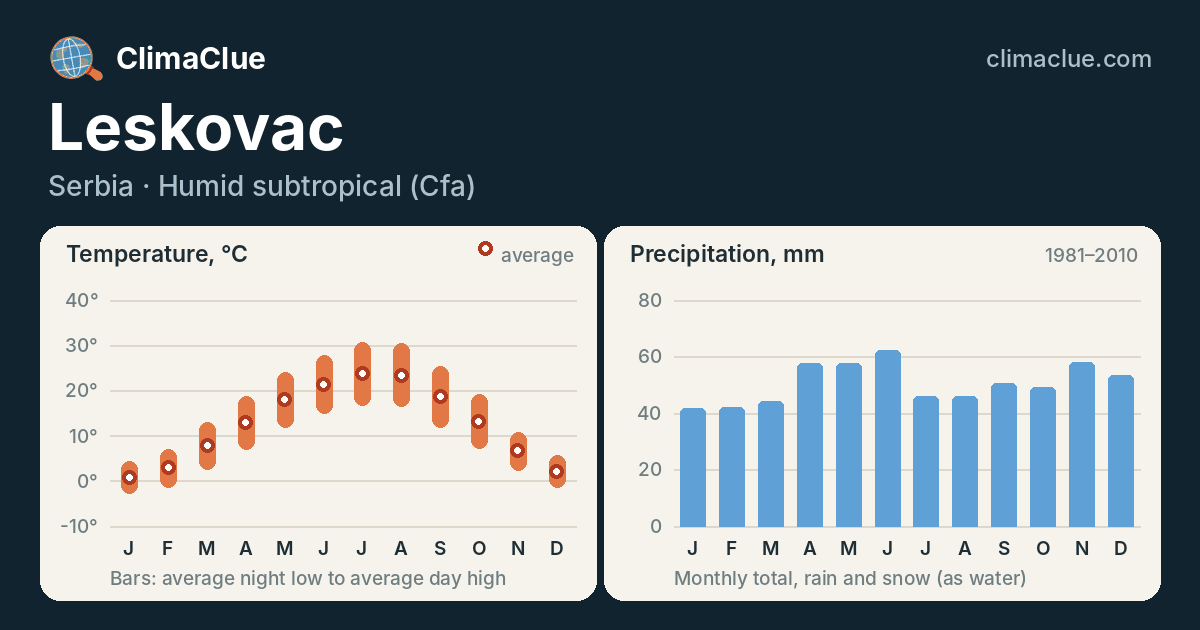 ClimaClue
climaclue.com
Leskovac
Serbia · Humid subtropical (Cfa)
Temperature, °C
average
40°
30°
20°
10°
0°
-10°
J F M A M J J A S O N D
Bars: average night low to average day high
Precipitation, mm
1981–2010
80
60
40
20
0
J F M A M J J A S O N D
Monthly total, rain and snow (as water)